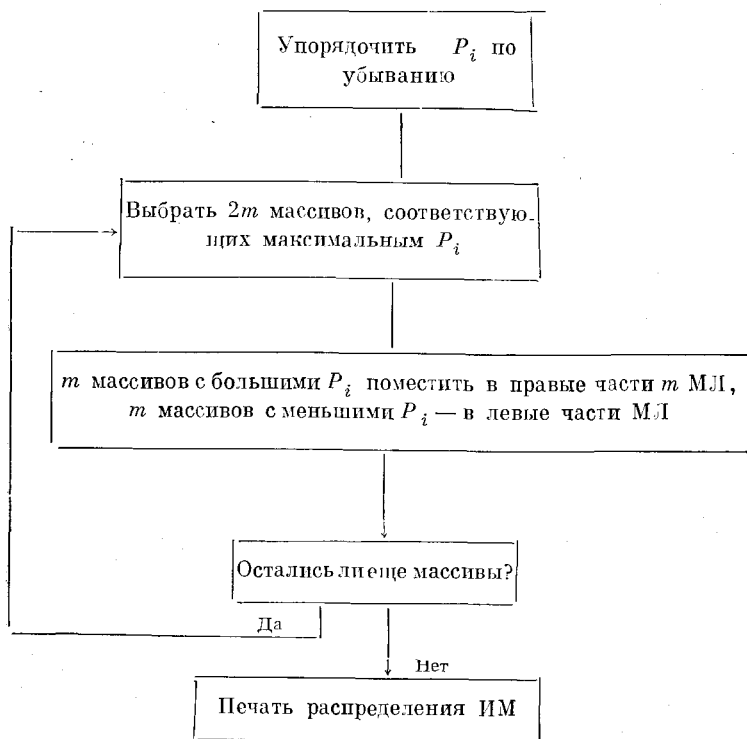 Упорядочить P_i по
убыванию
Выбрать 2m массивов, соответствую-
щих максимальным P_i
m массивов с большими P_i поместить в правые части m МЛ,
m массивов с меньшими P_i — в левые части МЛ
Остались ли еще массивы?
Да
Нет
Печать распределения ИМ